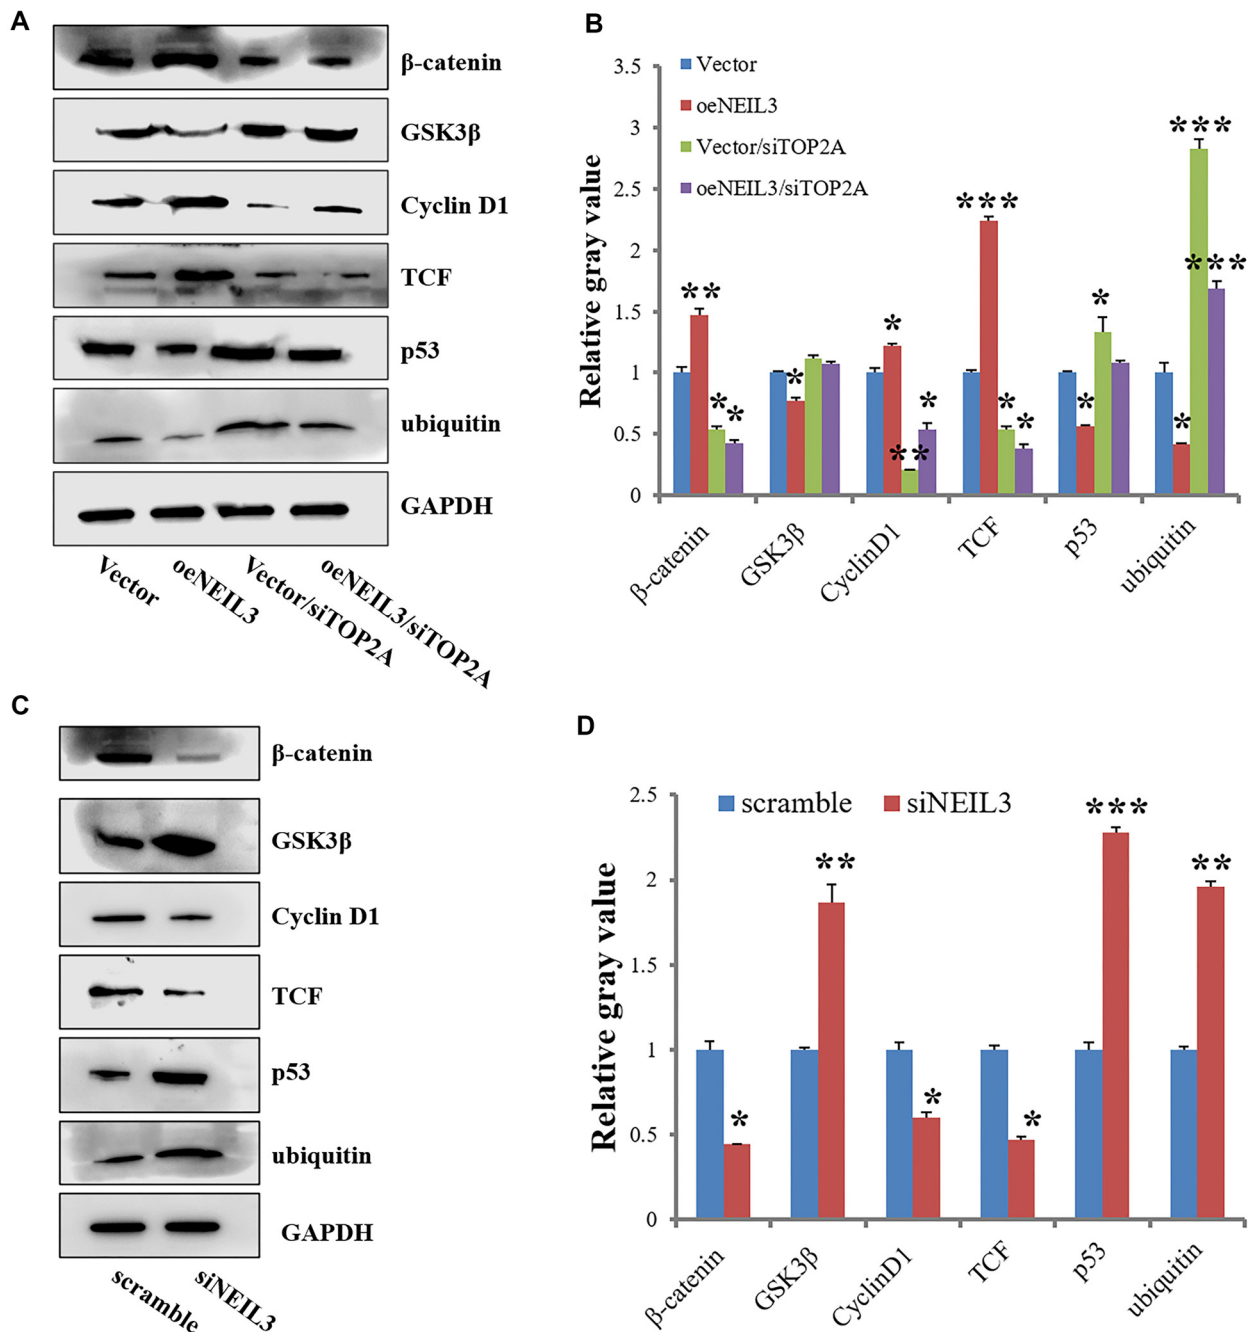 A
β-catenin
GSK3β
Cyclin D1
TCF
p53
ubiquitin
GAPDH
Vector
oeNEIL3
Vector/siTOP2A
oeNEIL3/siTOP2A
B
Relative gray value
3.5
3
2.5
2
1.5
1
0.5
0
Vector
oeNEIL3
Vector/siTOP2A
oeNEIL3/siTOP2A
**
*
*
*
*
**
*
***
*
*
*
*
*
***
***
β-catenin
GSK3β
CyclinD1
TCF
p53
ubiquitin
C
β-catenin
GSK3β
Cyclin D1
TCF
p53
ubiquitin
GAPDH
scramble
siNEIL3
D
Relative gray value
2.5
2
1.5
1
0.5
0
scramble
siNEIL3
*
**
*
*
***
**
β-catenin
GSK3β
CyclinD1
TCF
p53
ubiquitin